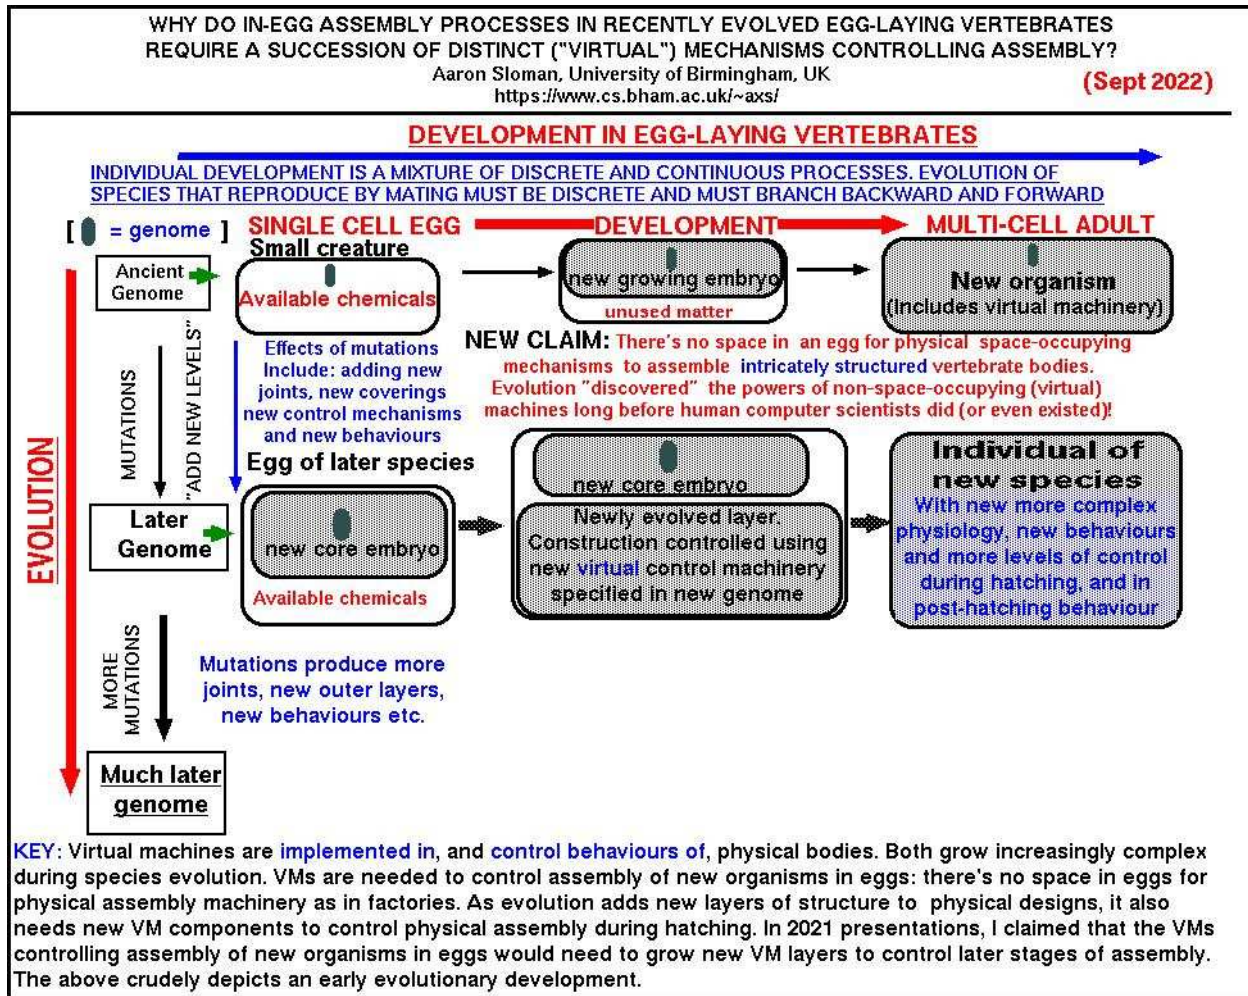 WHY DO IN-EGG ASSEMBLY PROCESSES IN RECENTLY EVOLVED EGG-LAYING VERTEBRATES
REQUIRE A SUCCESSION OF DISTINCT ("VIRTUAL") MECHANISMS CONTROLLING ASSEMBLY?
Aaron Sloman, University of Birmingham, UK
https://www.cs.bham.ac.uk/~axs/
(Sept 2022)
DEVELOPMENT IN EGG-LAYING VERTEBRATES
INDIVIDUAL DEVELOPMENT IS A MIXTURE OF DISCRETE AND CONTINUOUS PROCESSES. EVOLUTION OF
SPECIES THAT REPRODUCE BY MATING MUST BE DISCRETE AND MUST BRANCH BACKWARD AND FORWARD
[ = genome ]
SINGLE CELL EGG
DEVELOPMENT
MULTI-CELL ADULT
Small creature
Ancient
Genome
Available chemicals
new growing embryo
unused matter
New organism
(Includes virtual machinery)
MUTATIONS
"ADD NEW LEVELS"
Effects of mutations
Include: adding new
joints, new coverings
new control mechanisms
and new behaviours
NEW CLAIM: There's no space in an egg for physical space-occupying
mechanisms to assemble intricately structured vertebrate bodies.
Evolution "discovered" the powers of non-space-occupying (virtual)
machines long before human computer scientists did (or even existed)!
EVOLUTION
Egg of later species
Later
Genome
new core embryo
Available chemicals
new core embryo
Newly evolved layer.
Construction controlled using
new virtual control machinery
specified in new genome
Individual of
new species
With new more complex
physiology, new behaviours
and more levels of control
during hatching, and in
post-hatching behaviour
MORE
MUTATIONS
Mutations produce more
joints, new outer layers,
new behaviours etc.
Much later
genome
KEY: Virtual machines are implemented in, and control behaviours of, physical bodies. Both grow increasingly complex
during species evolution. VMs are needed to control assembly of new organisms in eggs: there's no space in eggs for
physical assembly machinery as in factories. As evolution adds new layers of structure to physical designs, it also
needs new VM components to control physical assembly during hatching. In 2021 presentations, I claimed that the VMs
controlling assembly of new organisms in eggs would need to grow new VM layers to control later stages of assembly.
The above crudely depicts an early evolutionary development.